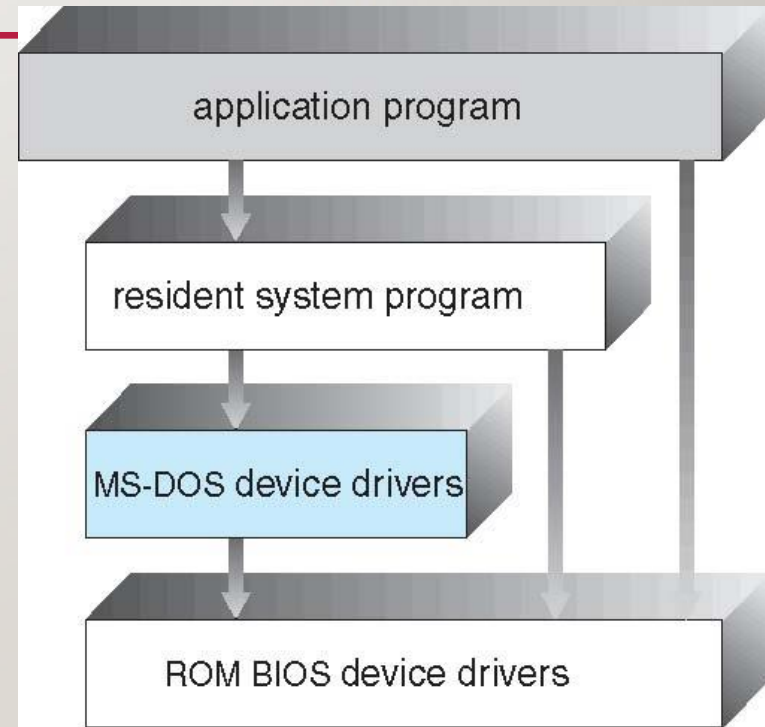 application program
resident system program
MS-DOS device drivers
ROM BIOS device drivers